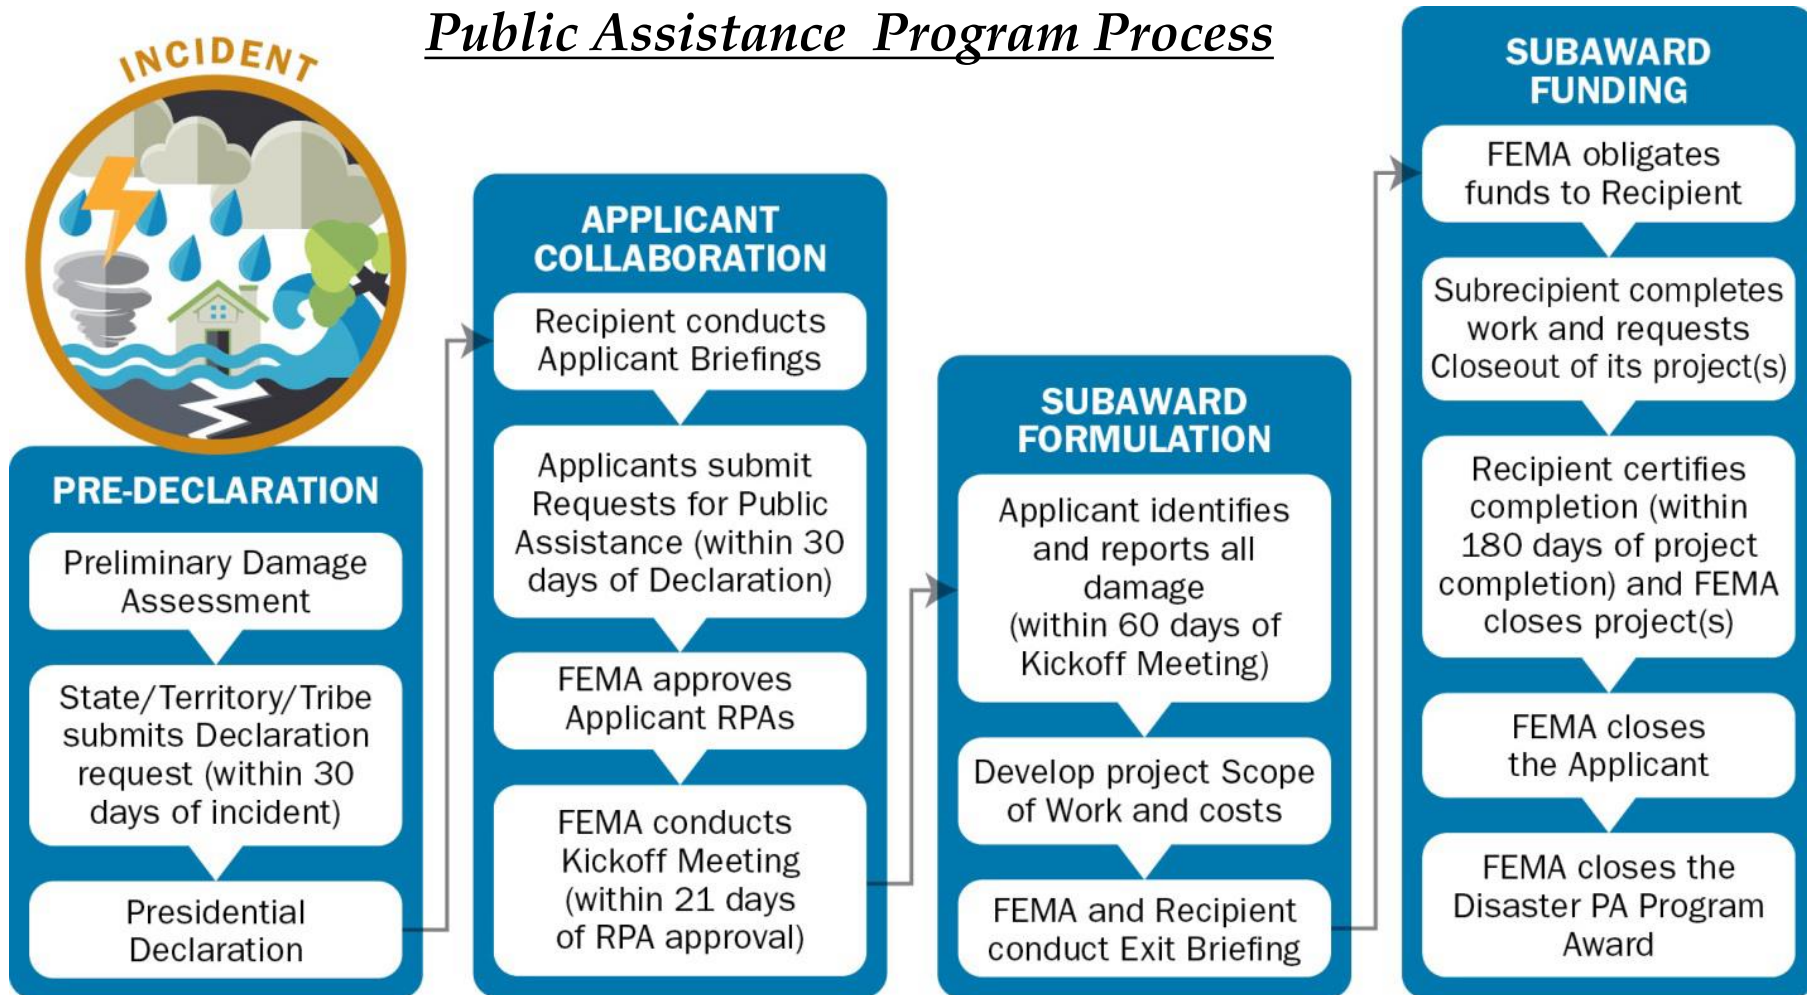 Public Assistance Program Process
INCIDENT
PRE-DECLARATION
Preliminary Damage
Assessment
State/Territory/Tribe
submits Declaration
request (within 30
days of incident)
Presidential
Declaration
APPLICANT
COLLABORATION
Recipient conducts
Applicant Briefings
Applicants submit
Requests for Public
Assistance (within 30
days of Declaration)
FEMA approves
Applicant RPAs
FEMA conducts
Kickoff Meeting
(within 21 days
of RPA approval)
SUBAWARD
FORMULATION
Applicant identifies
and reports all
damage
(within 60 days of
Kickoff Meeting)
Develop project Scope
of Work and costs
FEMA and Recipient
conduct Exit Briefing
SUBAWARD
FUNDING
FEMA obligates
funds to Recipient
Subrecipient completes
work and requests
Closeout of its project(s)
Recipient certifies
completion (within
180 days of project
completion) and FEMA
closes project(s)
FEMA closes
the Applicant
FEMA closes the
Disaster PA Program
Award